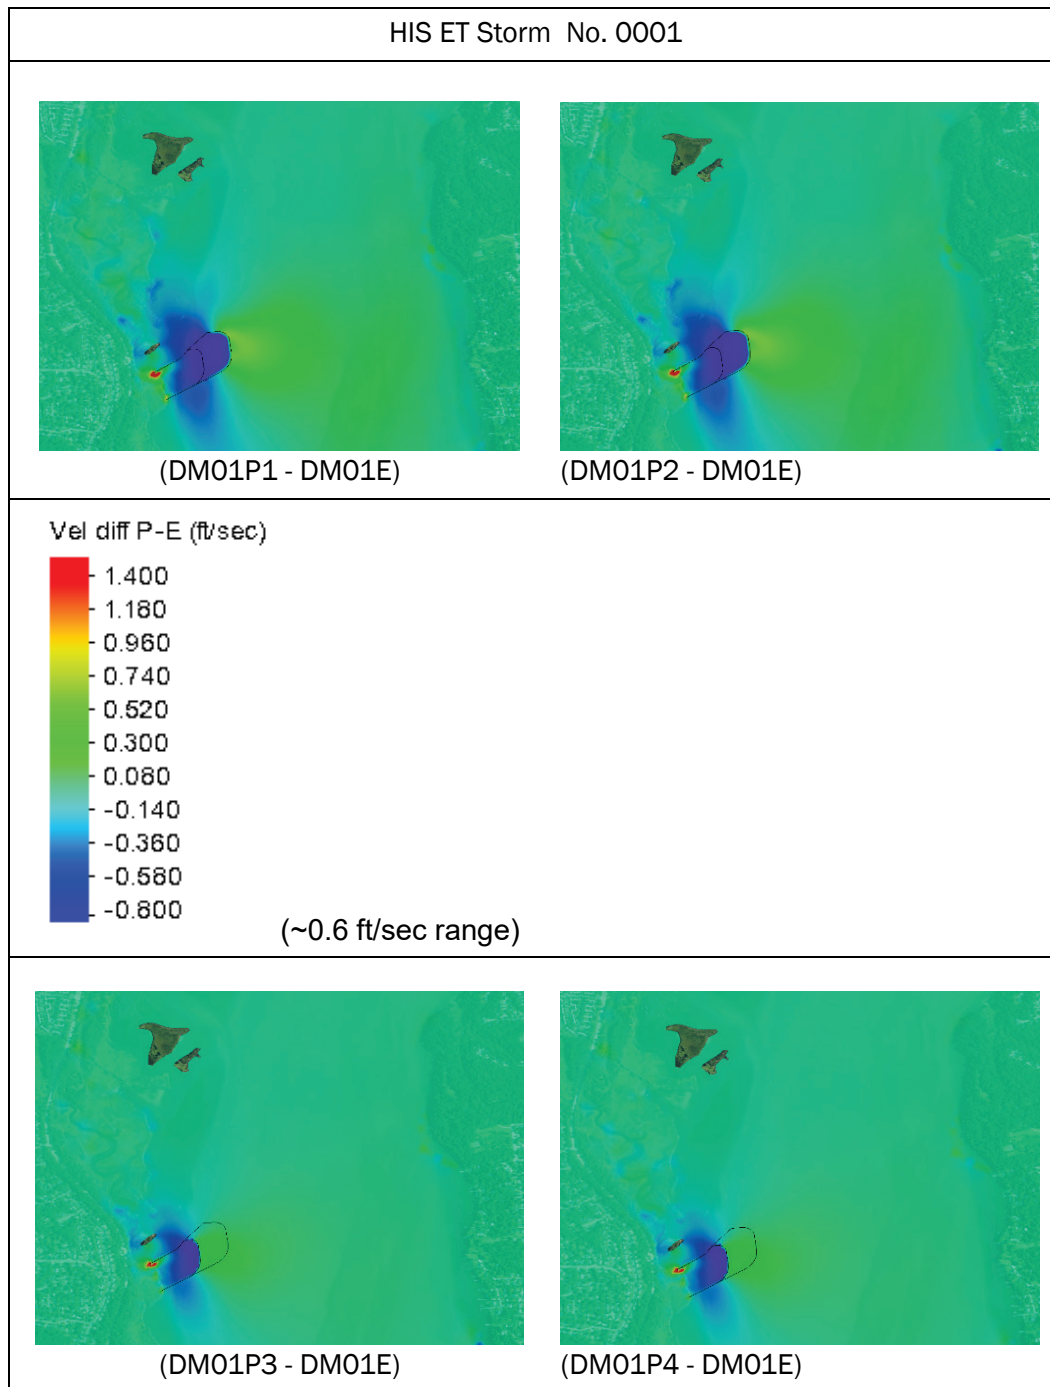 HIS ET Storm No. 0001
(DM01P1 - DM01E)
(DM01P2 - DM01E)
Vel diff P-E (ft/sec)
1.400
1.180
0.960
0.740
0.520
0.300
0.080
-0.140
-0.360
-0.580
-0.800
(~0.6 ft/sec range)
(DM01P3 - DM01E)
(DM01P4 - DM01E)